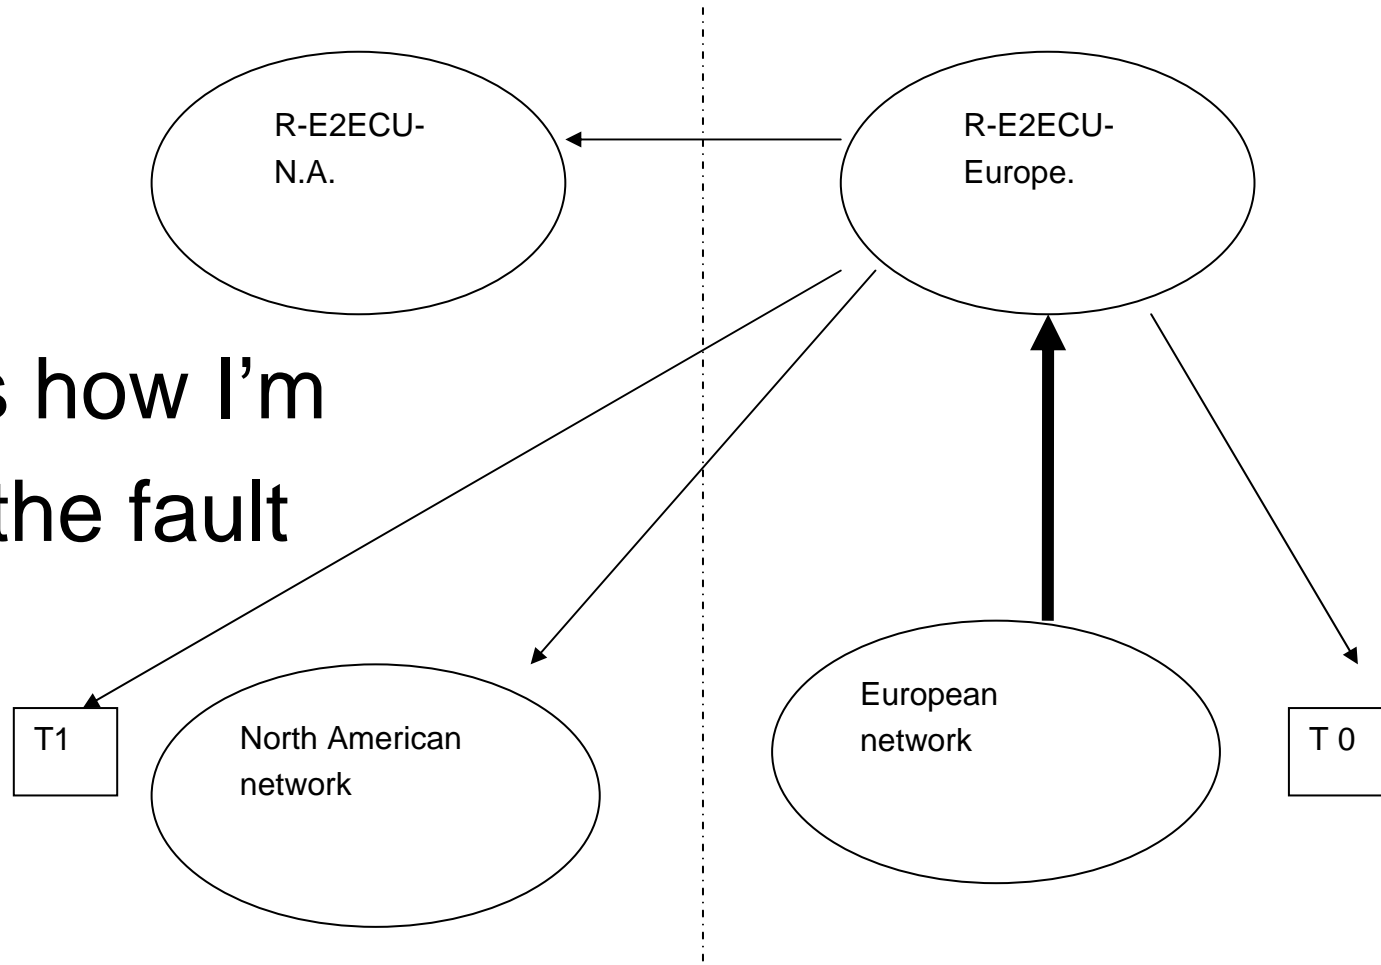 R-E2ECU-
N.A.
R-E2ECU-
Europe.
s how I’m
the fault
European
network
T1
North American
network
T 0